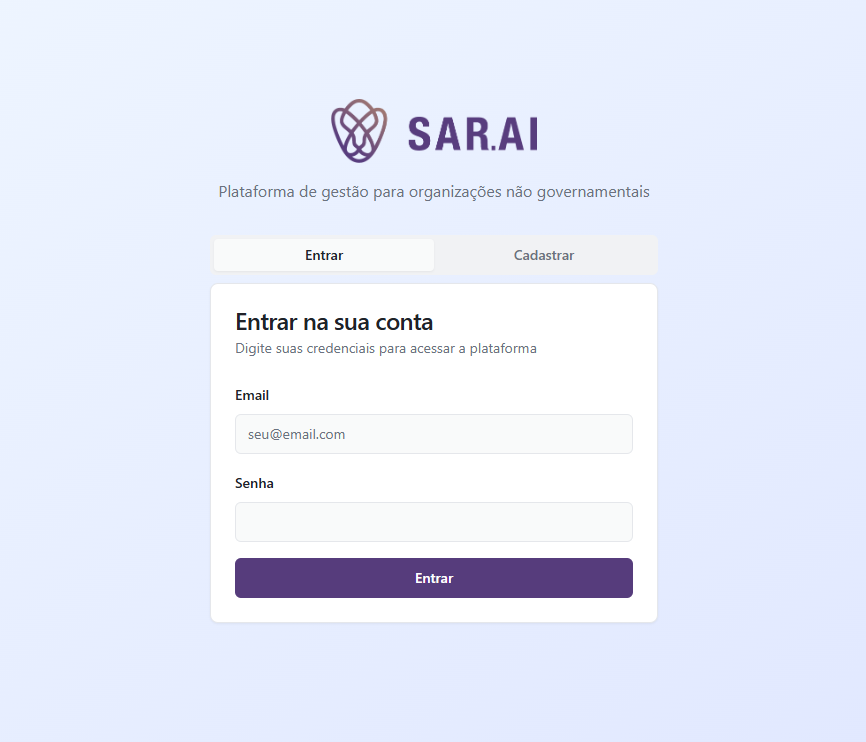 SAR.AI
Plataforma de gestão para organizações não governamentais
Entrar
Cadastrar
Entrar na sua conta
Digite suas credenciais para acessar a plataforma
Email
seu@email.com
Senha
Entrar